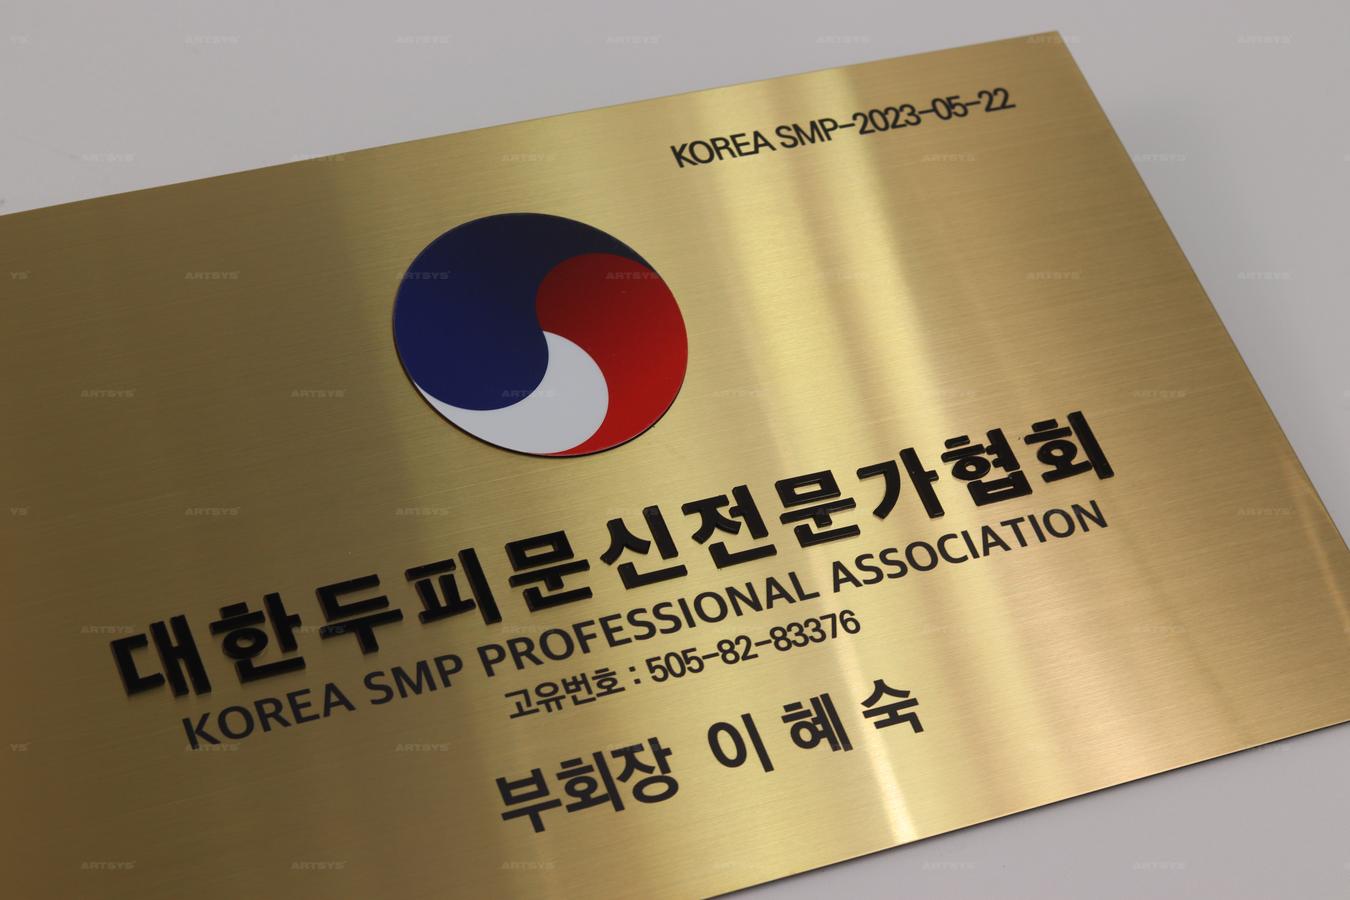 KOREA SMP-2023-05-22
대한두피문신전문가협회
KOREA SMP PROFESSIONAL ASSOCIATION
고유번호 : 505-82-83376
부회장 이혜숙
ARTSYS